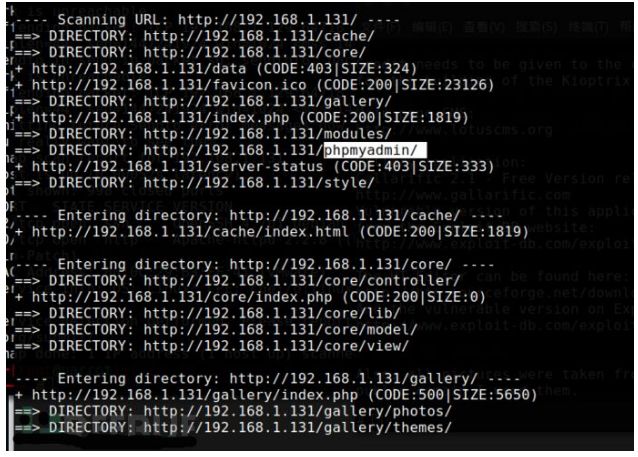 ---- Scanning URL: http://192.168.1.131/ ----
==> DIRECTORY: http://192.168.1.131/cache/
==> DIRECTORY: http://192.168.1.131/core/
+ http://192.168.1.131/data (CODE:403|SIZE:324)
+ http://192.168.1.131/favicon.ico (CODE:200|SIZE:23126)
==> DIRECTORY: http://192.168.1.131/gallery/
+ http://192.168.1.131/index.php (CODE:200|SIZE:1819)
==> DIRECTORY: http://192.168.1.131/modules/
==> DIRECTORY: http://192.168.1.131/phpmyadmin/
+ http://192.168.1.131/server-status (CODE:403|SIZE:333)
==> DIRECTORY: http://192.168.1.131/style/
---- Entering directory: http://192.168.1.131/cache/ ----
+ http://192.168.1.131/cache/index.html (CODE:200|SIZE:1819)
---- Entering directory: http://192.168.1.131/core/ ----
==> DIRECTORY: http://192.168.1.131/core/controller/
+ http://192.168.1.131/core/index.php (CODE:200|SIZE:0)
==> DIRECTORY: http://192.168.1.131/core/lib/
==> DIRECTORY: http://192.168.1.131/core/model/
==> DIRECTORY: http://192.168.1.131/core/view/
---- Entering directory: http://192.168.1.131/gallery/ ----
+ http://192.168.1.131/gallery/index.php (CODE:500|SIZE:5650)
==> DIRECTORY: http://192.168.1.131/gallery/photos/
==> DIRECTORY: http://192.168.1.131/gallery/themes/